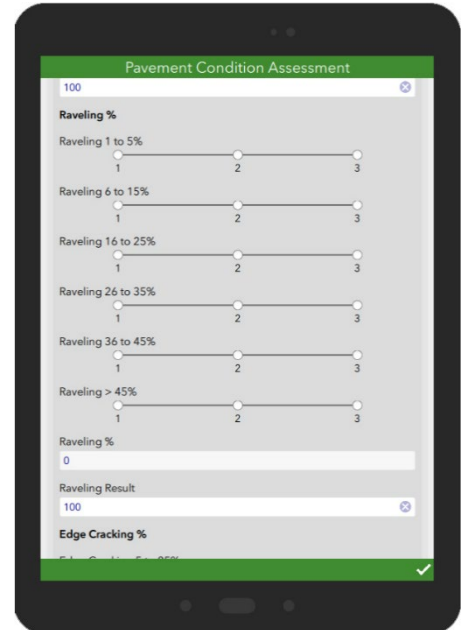 Pavement Condition Assessment
100
Raveling %
Raveling 1 to 5%
1 2 3
Raveling 6 to 15%
1 2 3
Raveling 16 to 25%
1 2 3
Raveling 26 to 35%
1 2 3
Raveling 36 to 45%
1 2 3
Raveling > 45%
1 2 3
Raveling %
0
Raveling Result
100
Edge Cracking %